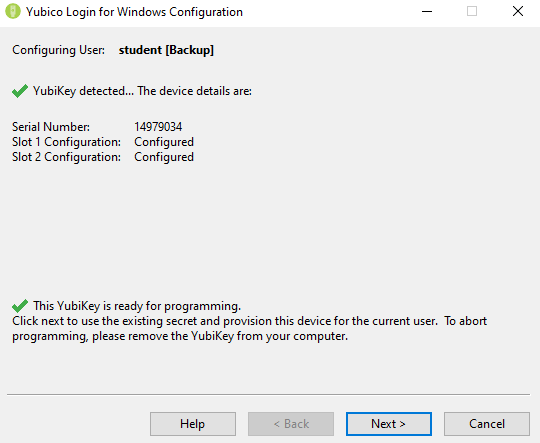 Yubico Login for Windows Configuration
Configuring User: student [Backup]
YubiKey detected... The device details are:
Serial Number: 14979034
Slot 1 Configuration: Configured
Slot 2 Configuration: Configured
This YubiKey is ready for programming.
Click next to use the existing secret and provision this device for the current user. To abort
programming, please remove the YubiKey from your computer.
Help < Back Next > Cancel